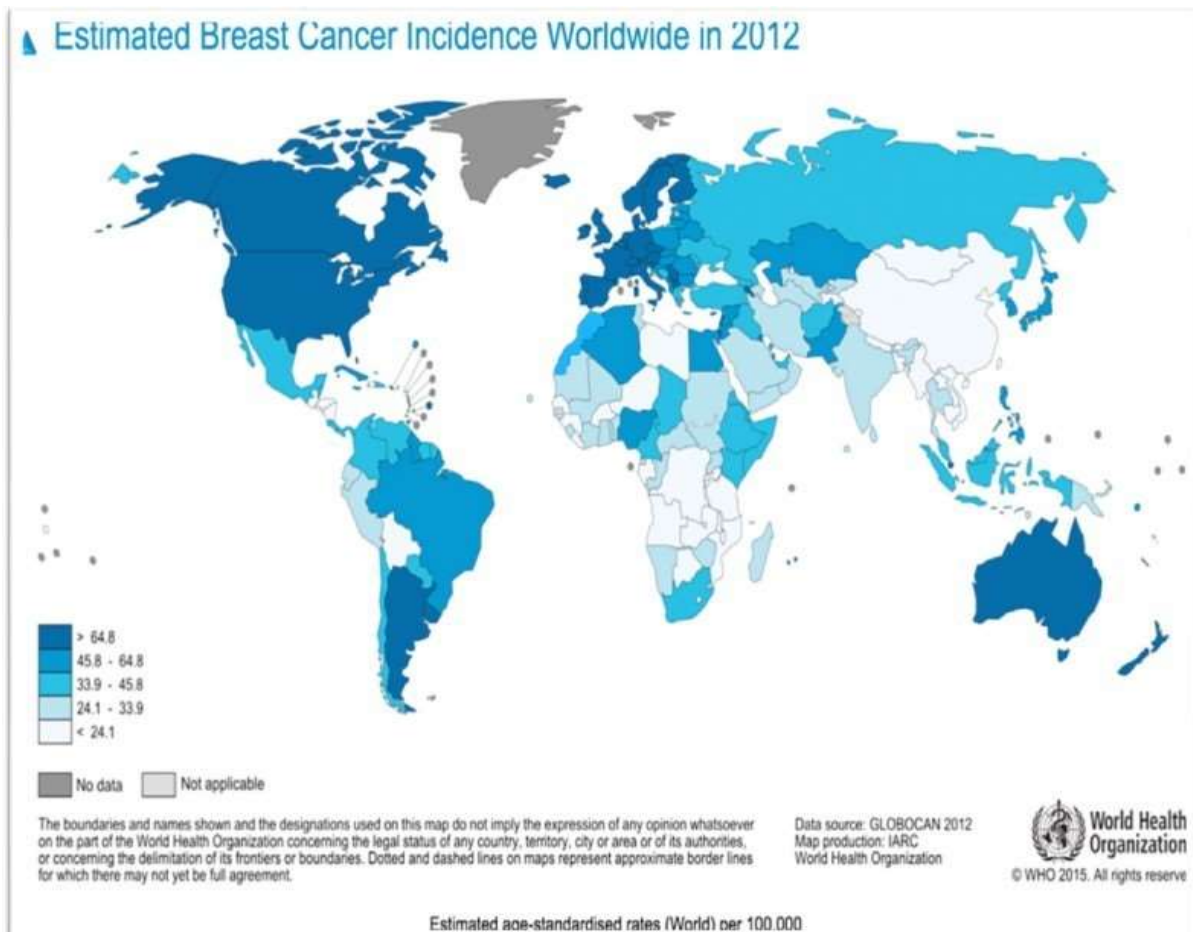 Estimated Breast Cancer Incidence Worldwide in 2012
> 64.8
45.8 - 64.8
33.9 - 45.8
24.1 - 33.9
< 24.1
No data
Not applicable
The boundaries and names shown and the designations used on this map do not imply the expression of any opinion whatsoever
on the part of the World Health Organization concerning the legal status of any country, territory, city or area or of its authorities,
or concerning the delimitation of its frontiers or boundaries. Dotted and dashed lines on maps represent approximate border lines
for which there may not yet be full agreement.
Data source: GLOBOCAN 2012
Map production: IARC
World Health Organization
World Health
Organization
© WHO 2015. All rights reserve
Estimated age-standardised rates (World) per 100,000